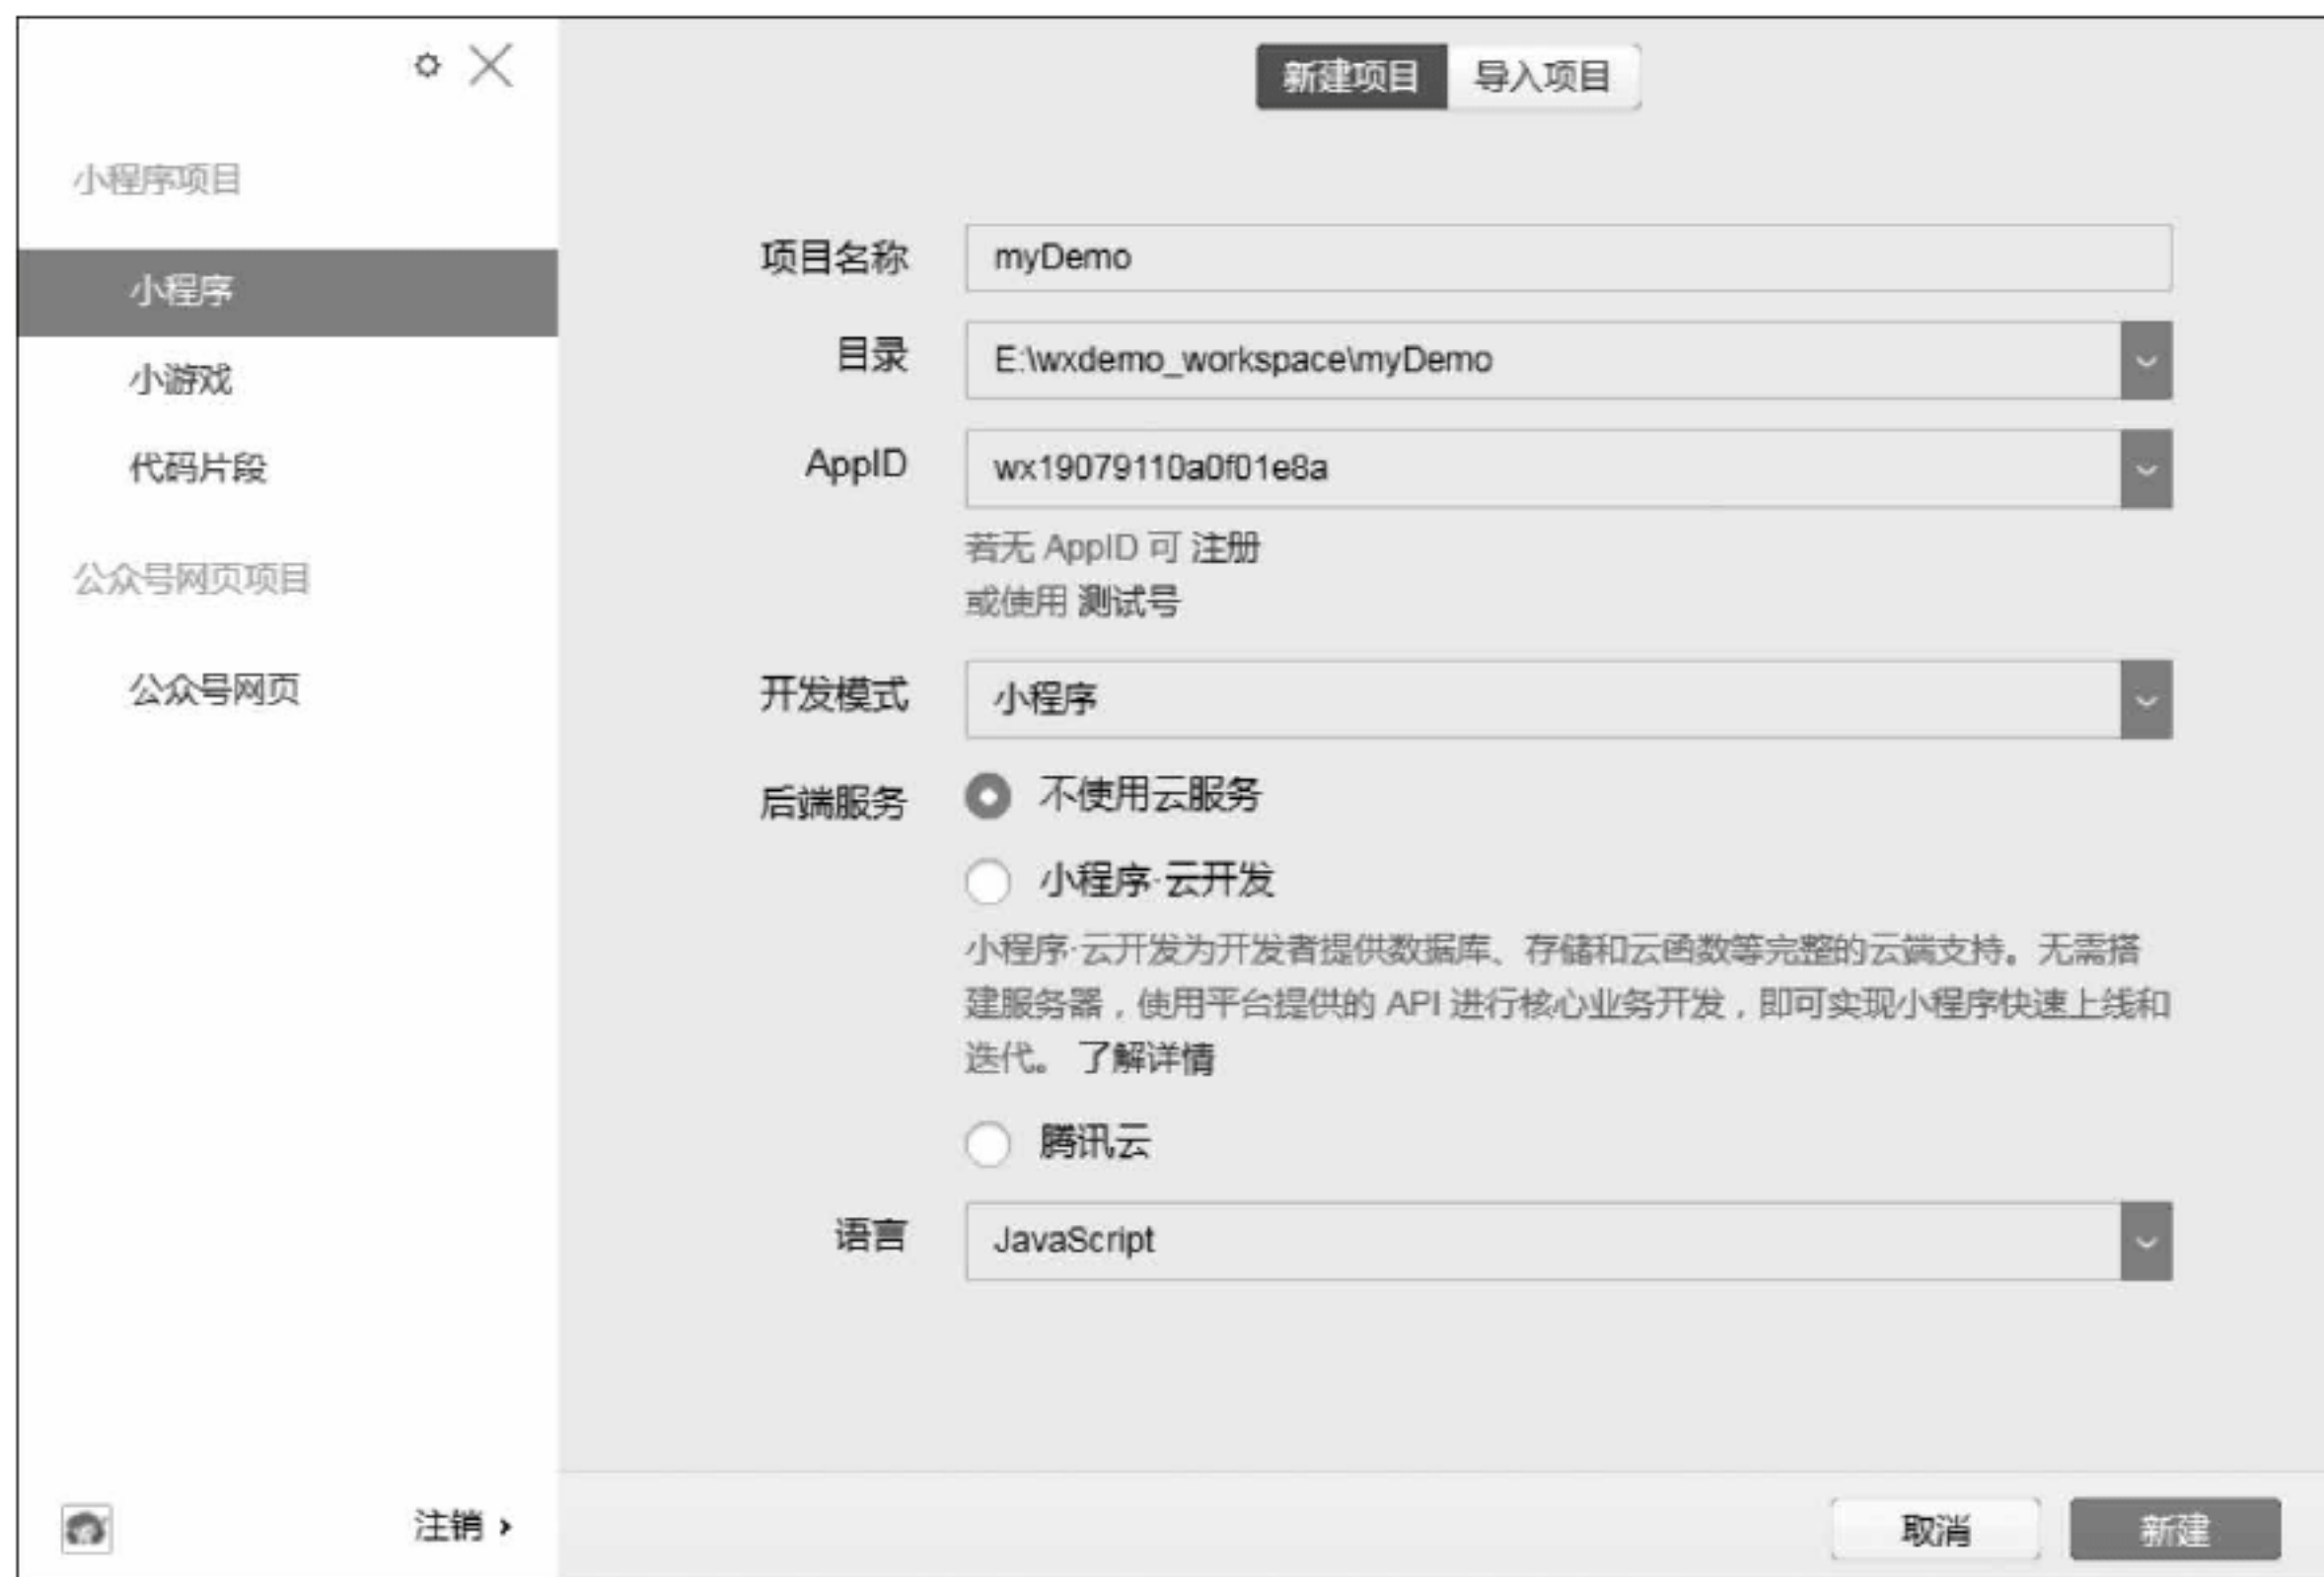 小程序项目
小程序
小游戏
代码片段
公众号网页项目
公众号网页
注销
新建项目 导入项目
项目名称 myDemo
目录 E:\wxdemo_workspace\myDemo
AppID wx19079110a0f01e8a
若无 AppID 可 注册
或使用 测试号
开发模式 小程序
后端服务 不使用云服务
小程序·云开发
小程序·云开发为开发者提供数据库、存储和云函数等完整的云端支持。无需搭
建服务器，使用平台提供的 API 进行核心业务开发，即可实现小程序快速上线和
迭代。 了解详情
腾讯云
语言 JavaScript
取消 新建